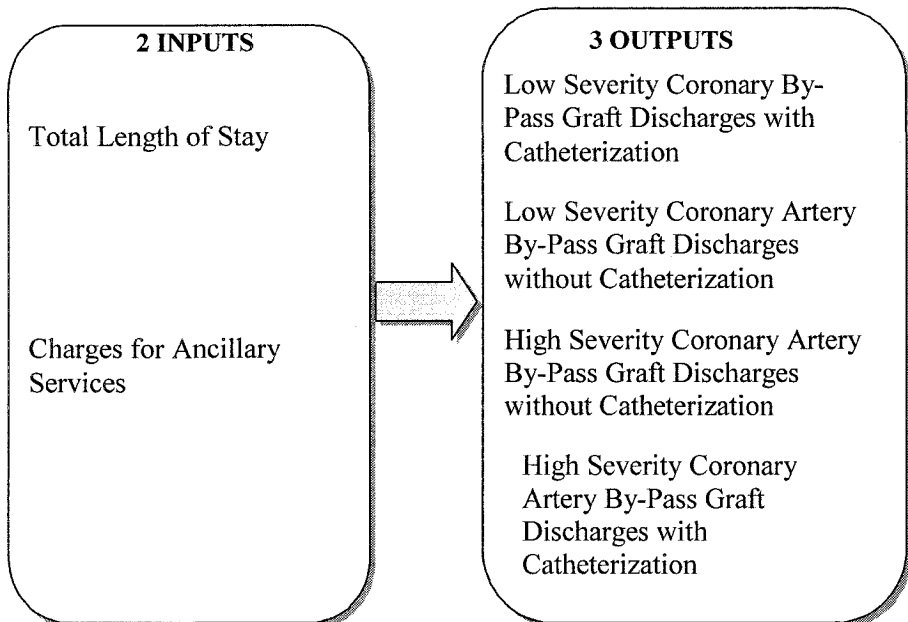 2 INPUTS
Total Length of Stay
Charges for Ancillary
Services
3 OUTPUTS
Low Severity Coronary By-
Pass Graft Discharges with
Catheterization
Low Severity Coronary Artery
By-Pass Graft Discharges
without Catheterization
High Severity Coronary Artery
By-Pass Graft Discharges
without Catheterization
High Severity Coronary
Artery By-Pass Graft
Discharges with
Catheterization